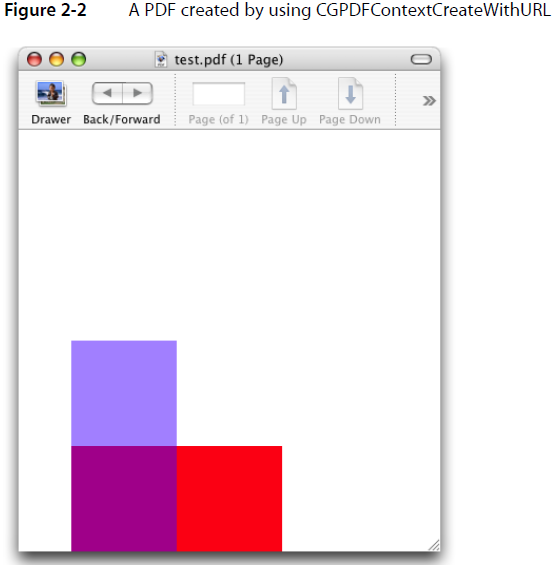 Figure 2-2 A PDF created by using CGPDFContextCreateWithURL
test.pdf (1 Page)
Drawer Back/Forward Page (of 1) Page Up Page Down